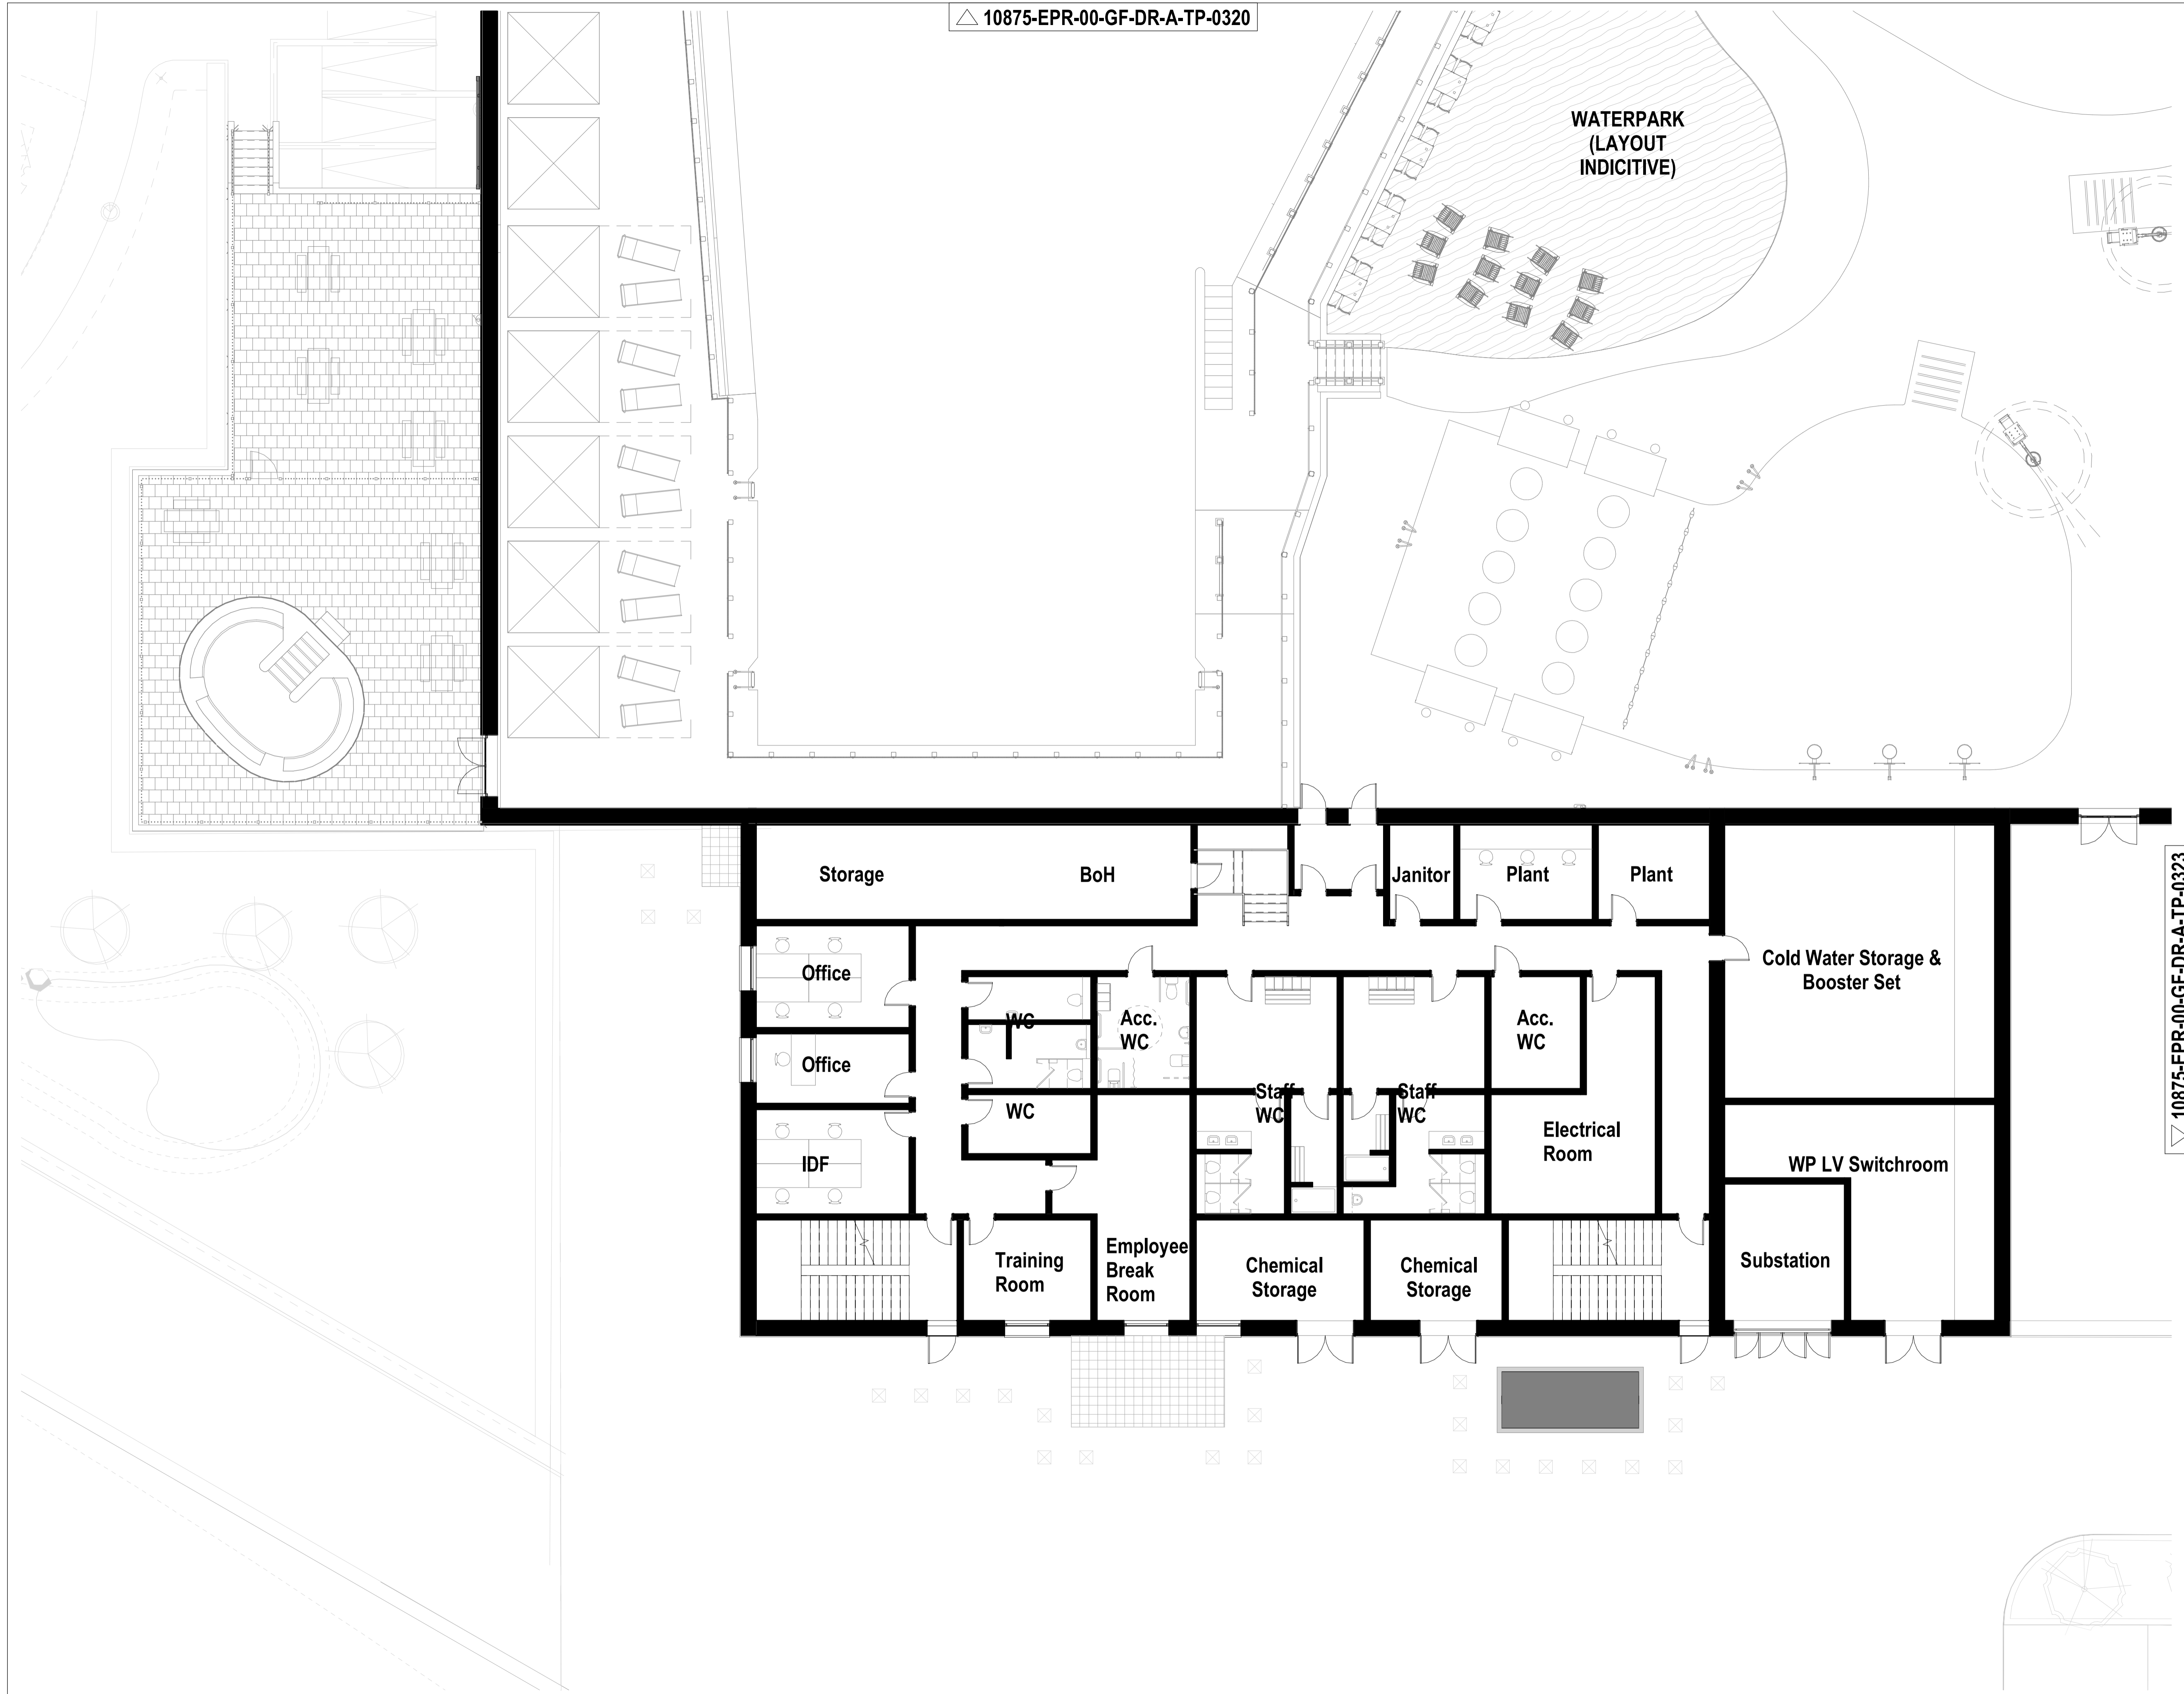 10875-EPR-00-GF-DR-A-TP-0320
WATERPARK
(LAYOUT
INDICITIVE)
Storage
BoH
Janitor
Plant
Plant
10875-EPR-00-GF-DR-A-TP-0323
Office
Cold Water Storage &
Booster Set
WC
Acc.
WC
Acc.
WC
Office
Staff
WC
Staff
WC
WC
Electrical
Room
IDF
WP LV Switchroom
Training
Room
Employee
Break
Room
Chemical
Storage
Chemical
Storage
Substation